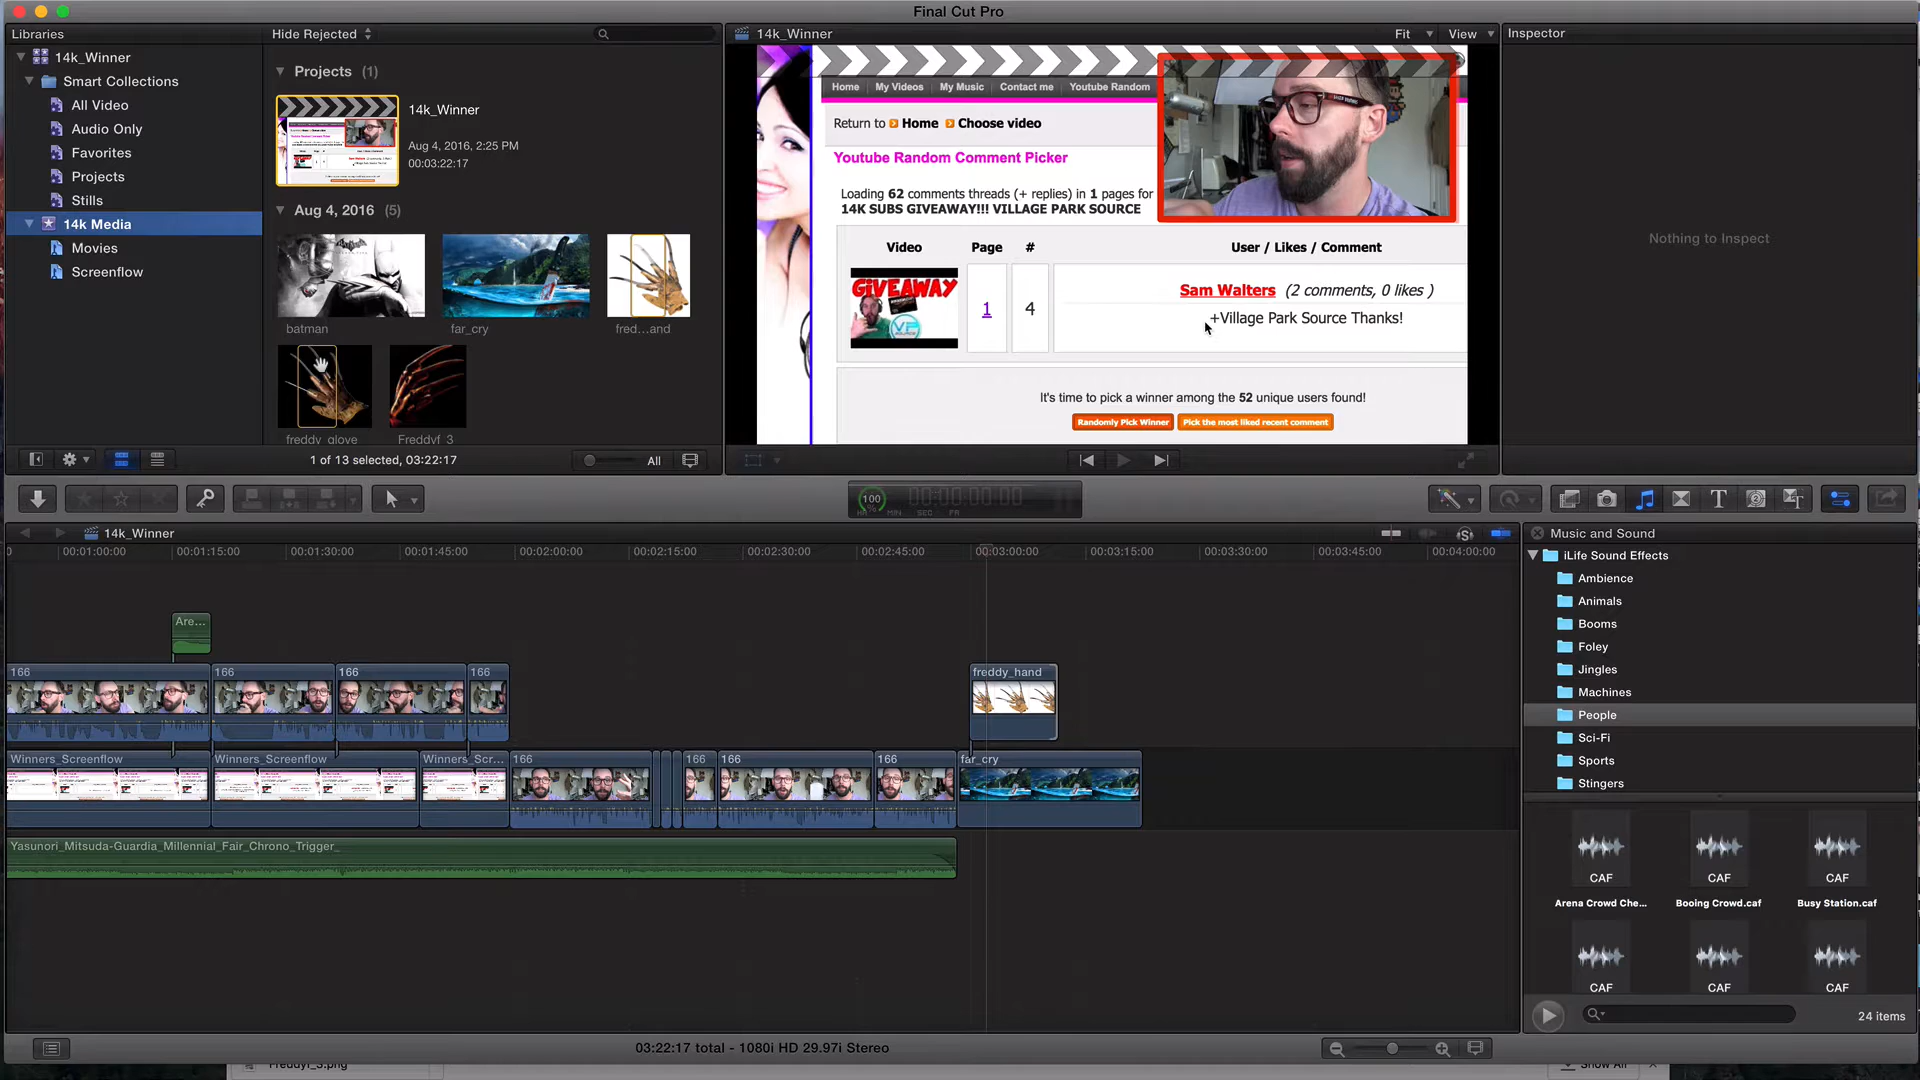 Final Cut Pro
Libraries
Hide Rejected
14k_Winner
Fit
View
Inspector
14k_Winner
Smart Collections
All Video
Audio Only
Favorites
Projects
Stills
14k Media
Movies
Screenflow
Projects (1)
14k_Winner
Aug 4, 2016, 2:25 PM
00:03:22:17
Aug 4, 2016 (5)
batman
far_cry
fred...and
freddy_glove
Freddyf_3
1 of 13 selected, 03:22:17
All
Home
My Videos
My Music
Contact me
Youtube Random
Return to Home Choose video
Youtube Random Comment Picker
Loading 62 comments threads (+ replies) in 1 pages for
14K SUBS GIVEAWAY!!! VILLAGE PARK SOURCE
Video
Page
#
User / Likes / Comment
GiVEAWAY
VP
1
4
Sam Walters (2 comments, 0 likes )
+Village Park Source Thanks!
It's time to pick a winner among the 52 unique users found!
Randomly Pick Winner
Pick the most liked recent comment
Nothing to Inspect
100
%
00:00:00:00
HR
MIN
SEC
FR
14k_Winner
00:01:00:00
00:01:15:00
00:01:30:00
00:01:45:00
00:02:00:00
00:02:15:00
00:02:30:00
00:02:45:00
00:03:00:00
00:03:15:00
00:03:30:00
00:03:45:00
00:04:00:00
Are...
166
166
166
166
freddy_hand
Winners_Screenflow
Winners_Screenflow
Winners_Scr...
166
166
166
166
far_cry
Yasunori_Mitsuda-Guardia_Millennial_Fair_Chrono_Trigger_
Music and Sound
iLife Sound Effects
Ambience
Animals
Booms
Foley
Jingles
Machines
People
Sci-Fi
Sports
Stingers
CAF
CAF
CAF
Arena Crowd Che...
Booing Crowd.caf
Busy Station.caf
CAF
CAF
CAF
24 items
03:22:17 total - 1080i HD 29.97i Stereo
Freddyf_3.png
Show All